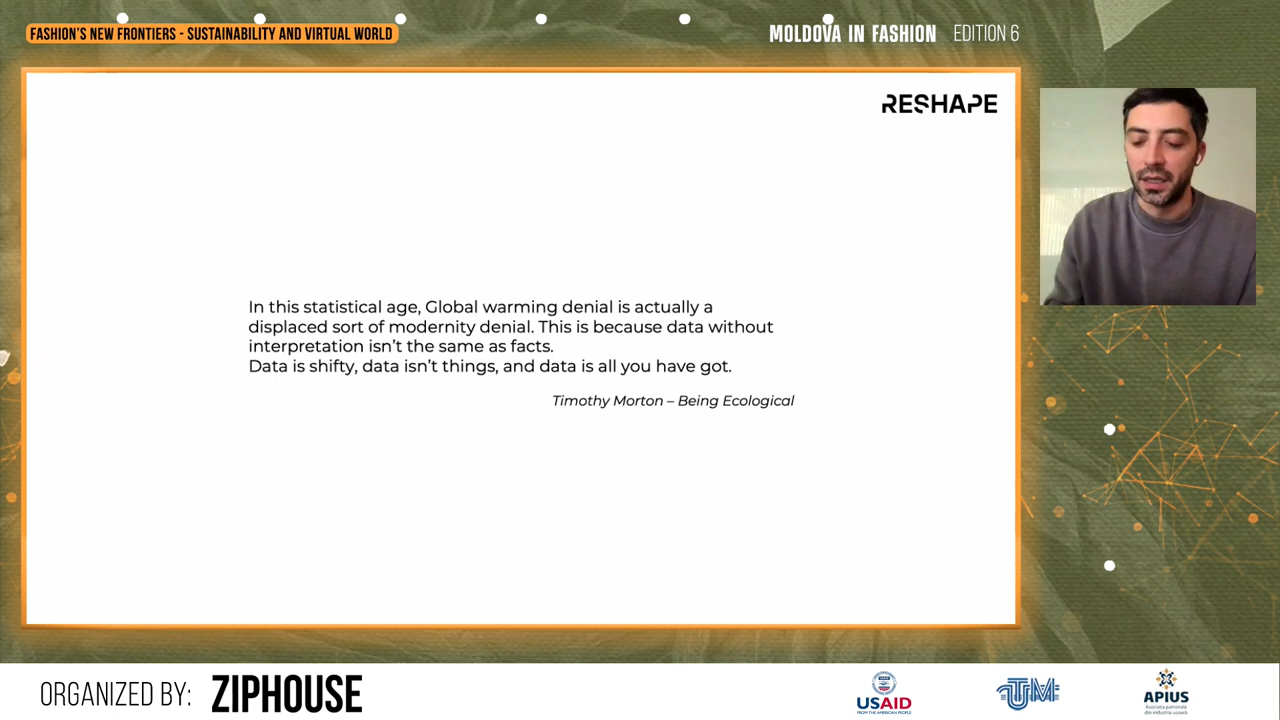 FASHION'S NEW FRONTIERS - SUSTAINABILITY AND VIRTUAL WORLD
MOLDOVA IN FASHION EDITION 6
RESHAPE
In this statistical age, Global warming denial is actually a
displaced sort of modernity denial. This is because data without
interpretation isn't the same as facts.
Data is shifty, data isn't things, and data is all you have got.
Timothy Morton – Being Ecological
ORGANIZED BY: ZIPHOUSE
USAID
FROM THE AMERICAN PEOPLE
UTM
APIUS
Asociația patronală
din industria ușoară